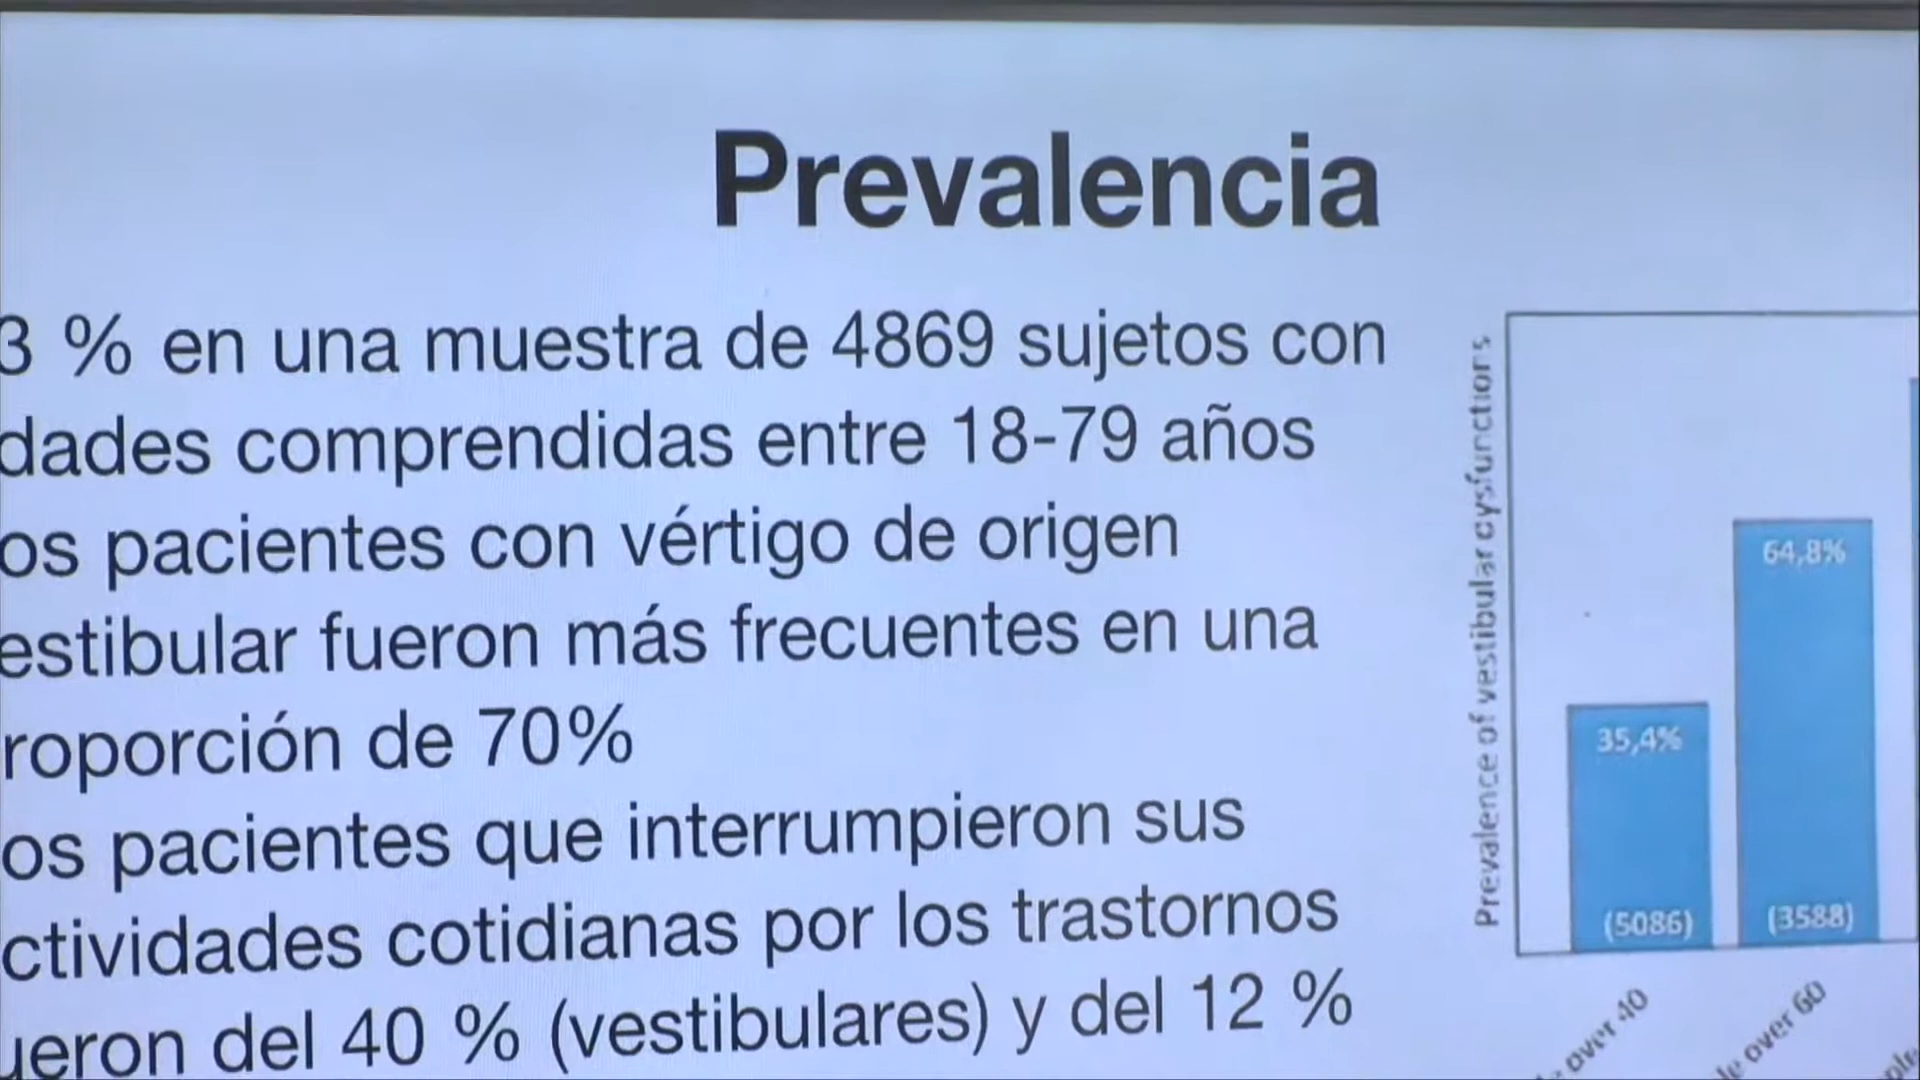 Prevalencia
3 % en una muestra de 4869 sujetos con
dades comprendidas entre 18-79 años
os pacientes con vértigo de origen
estibular fueron más frecuentes en una
roporción de 70%
os pacientes que interrumpieron sus
ctividades cotidianas por los trastornos
ueron del 40 % (vestibulares) y del 12 %
Prevalence of vestibular dysfunctions
35,4%
(5086)
64,8%
(3588)
over 40
le over 60